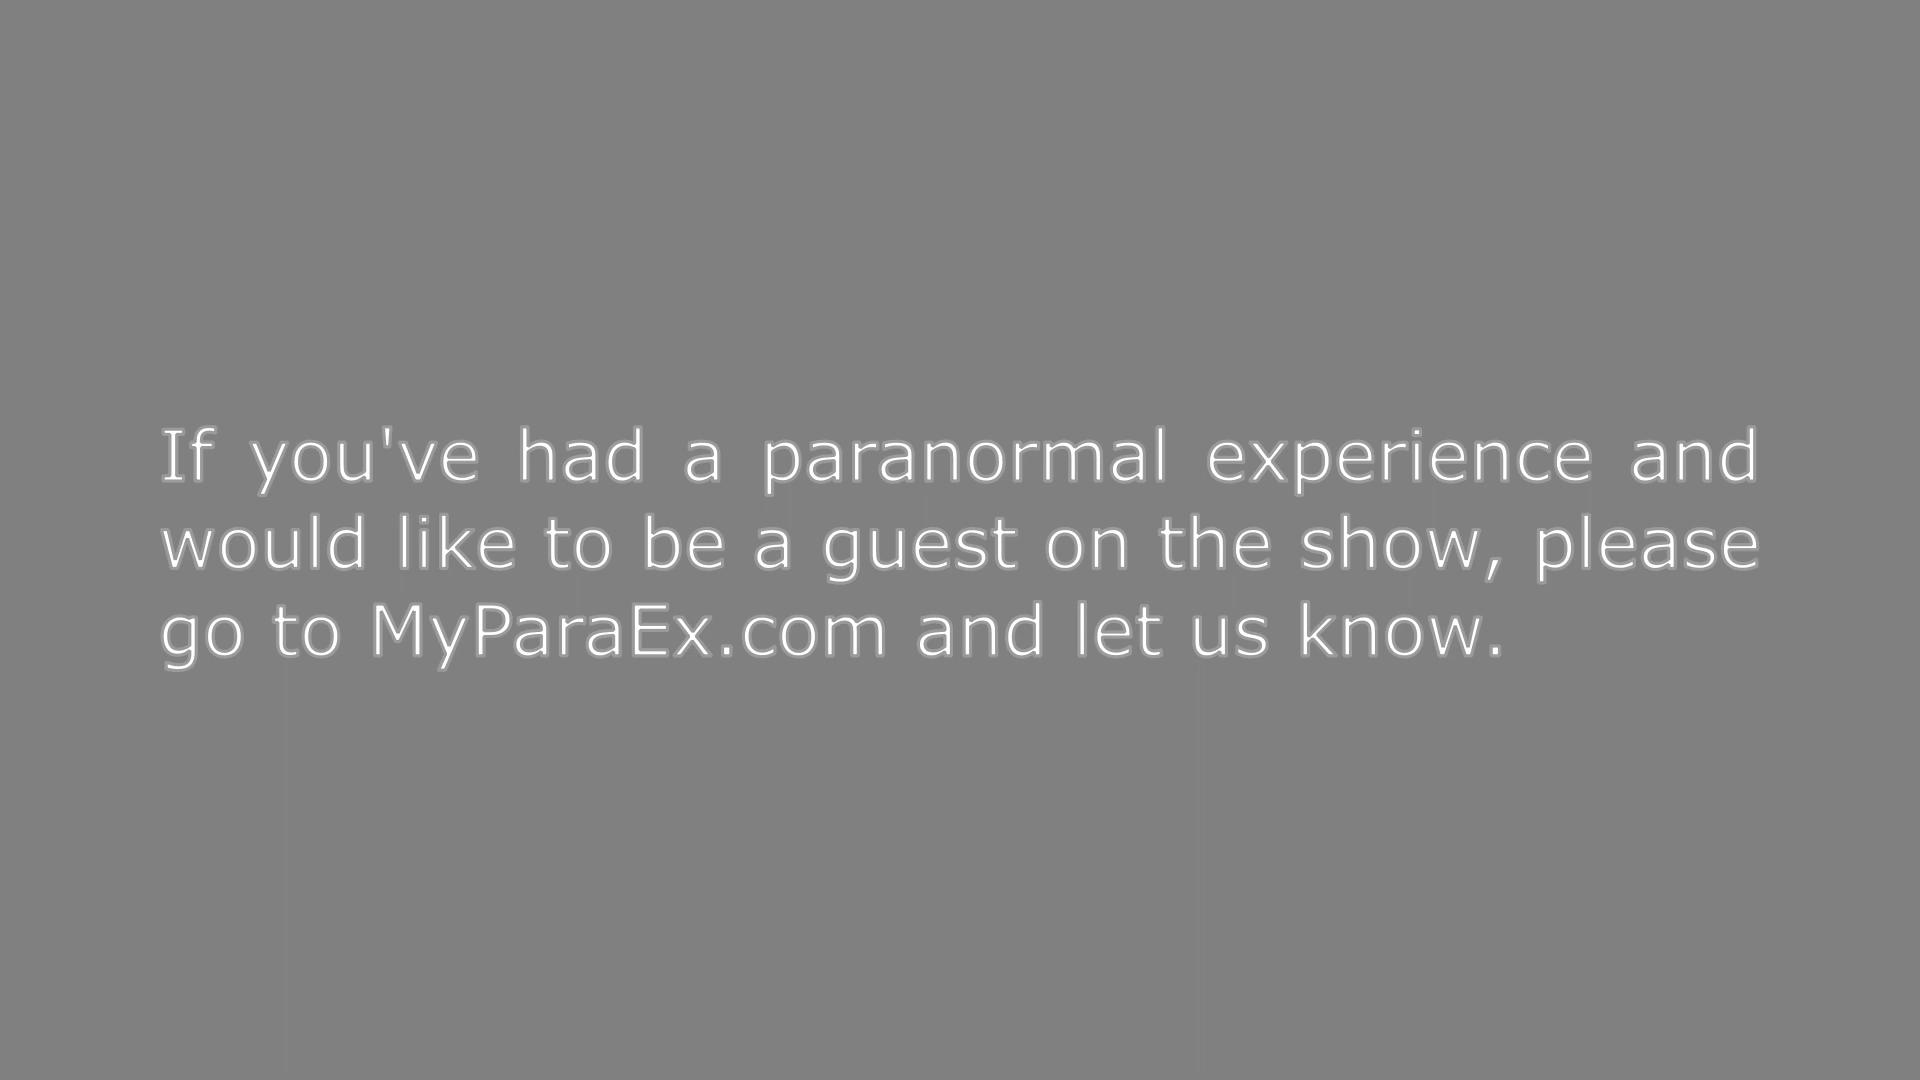 If you've had a paranormal experience and
would like to be a guest on the show, please
go to MyParaEx.com and let us know.